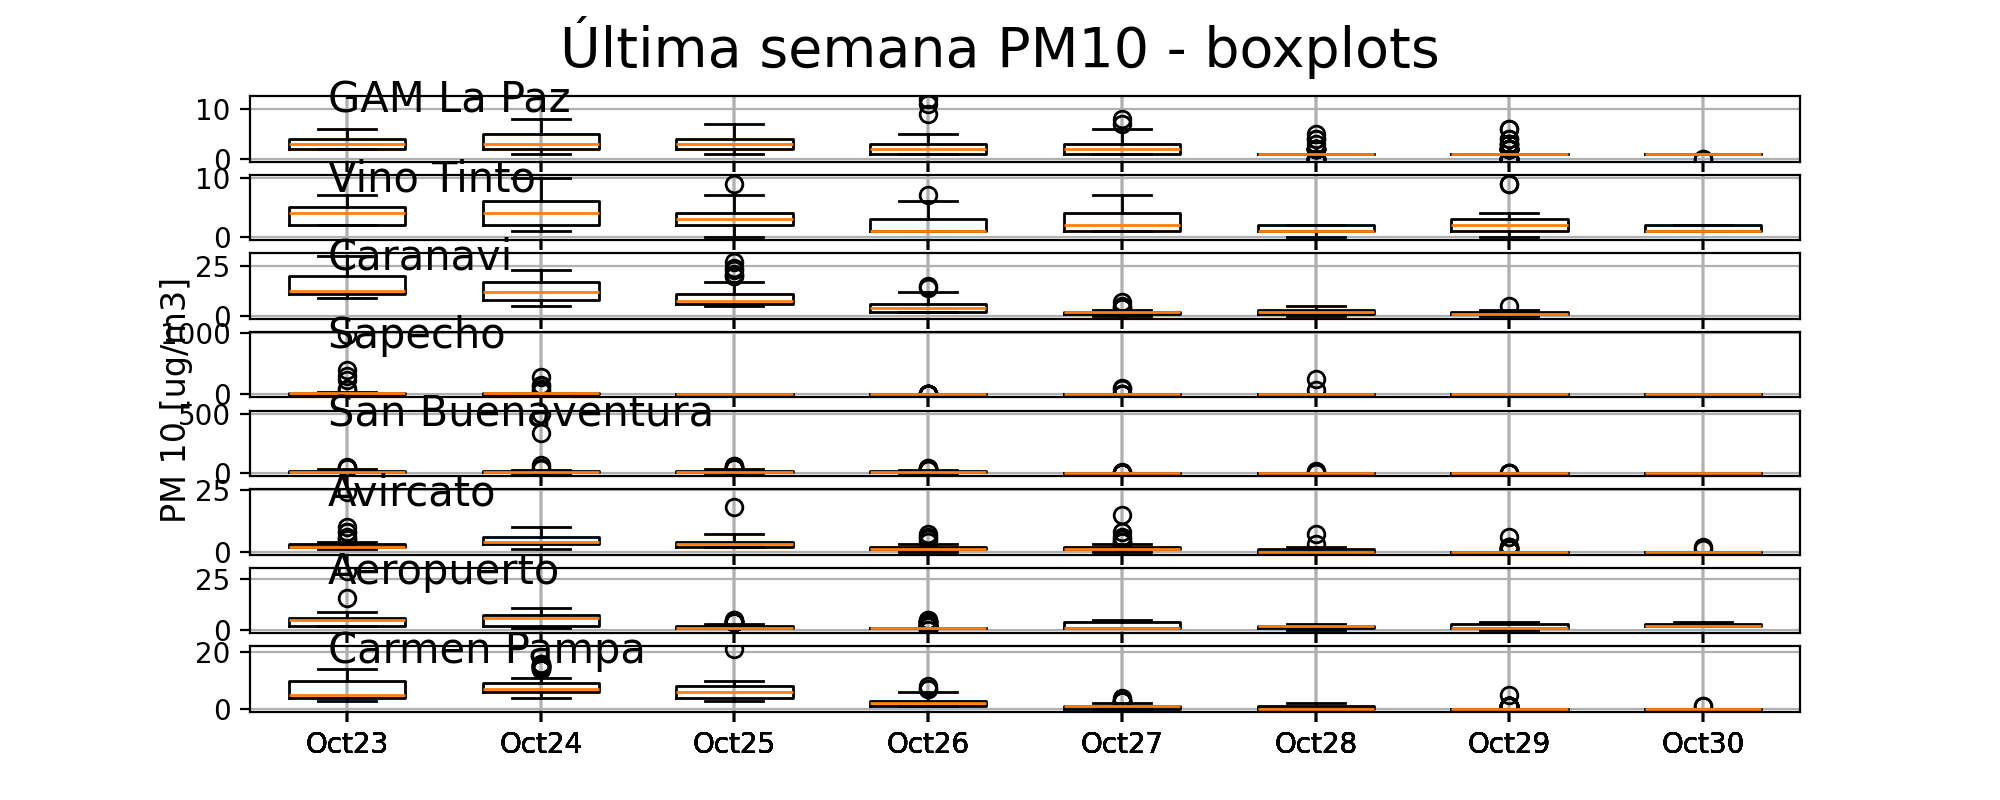 Última semana PM10 - boxplots
GAM La Paz
10
0
Vino Tinto
10
0
Caranavi
25
0
Sapecho
1000
0
San Buenaventura
500
0
Avircato
25
0
Aeropuerto
25
0
Carmen Pampa
20
0
PM 10 [ug/m3]
Oct23 Oct24 Oct25 Oct26 Oct27 Oct28 Oct29 Oct30